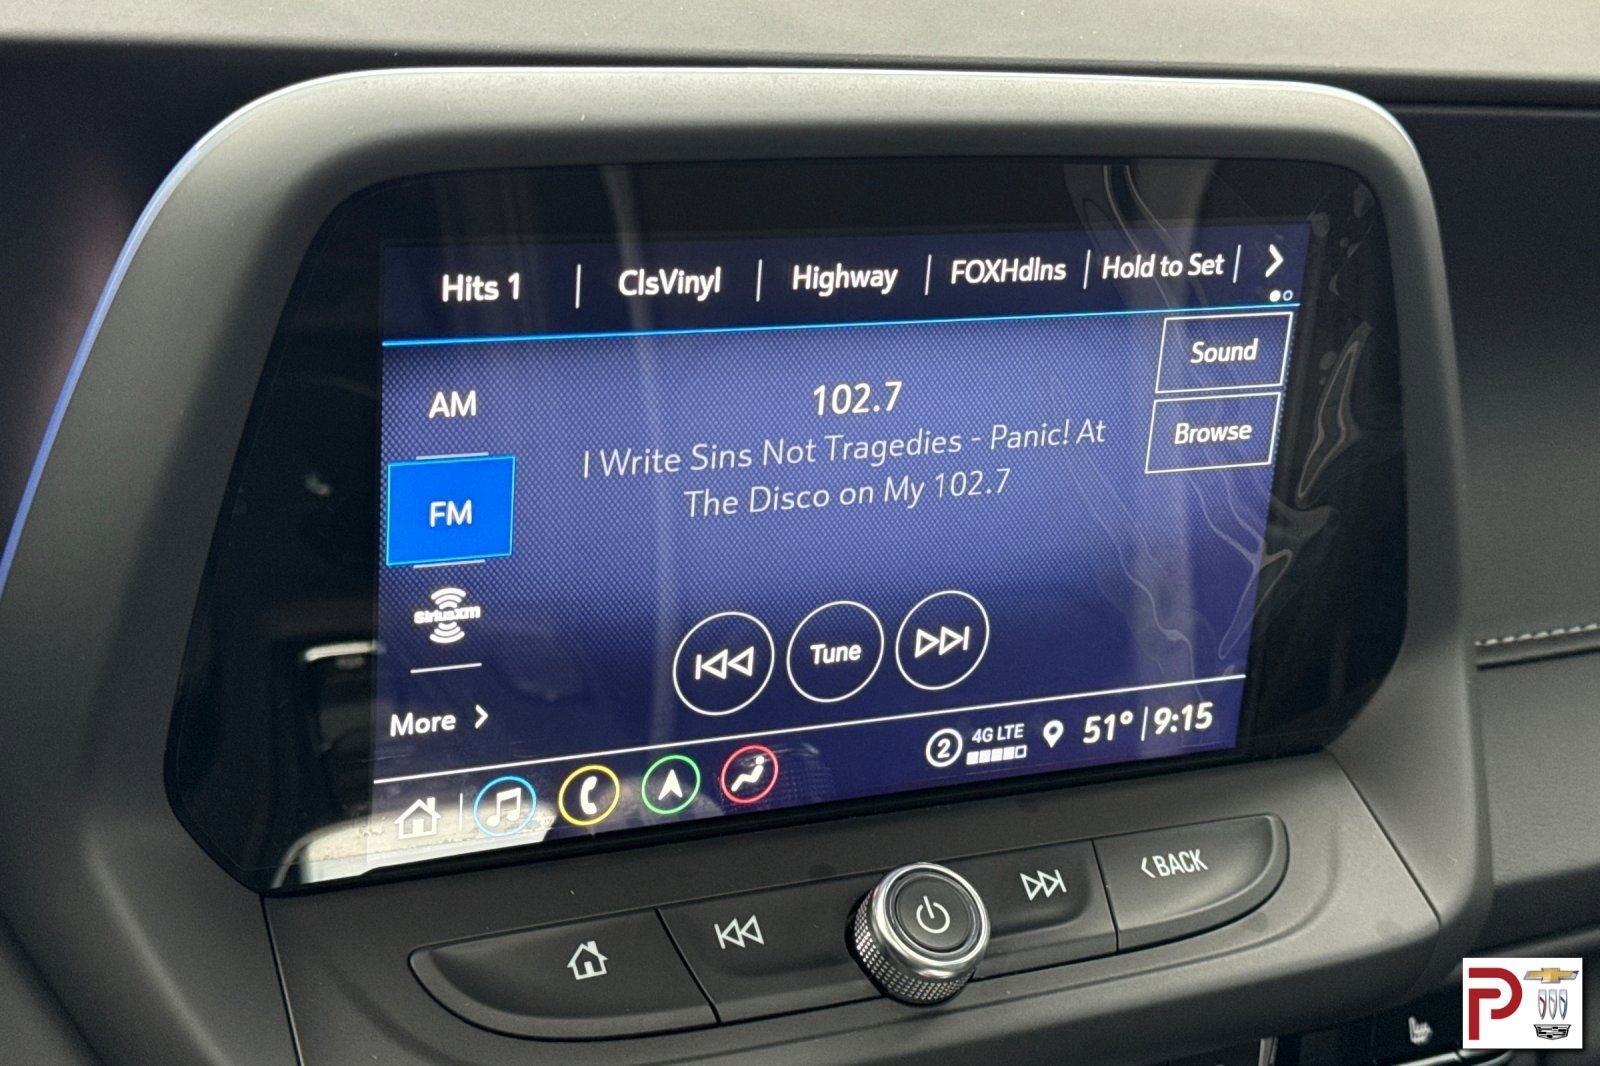 Hits 1 | ClsVinyl | Highway | FOXHdlns | Hold to Set |
Sound
AM
102.7
Browse
I Write Sins Not Tragedies - Panic! At
The Disco on My 102.7
FM
SiriusXM
Tune
More
2 4G LTE 51° | 9:15
BACK
P